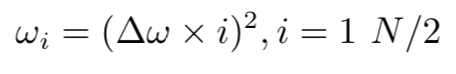 ωᵢ = (Δω × i)², i = 1 N/2